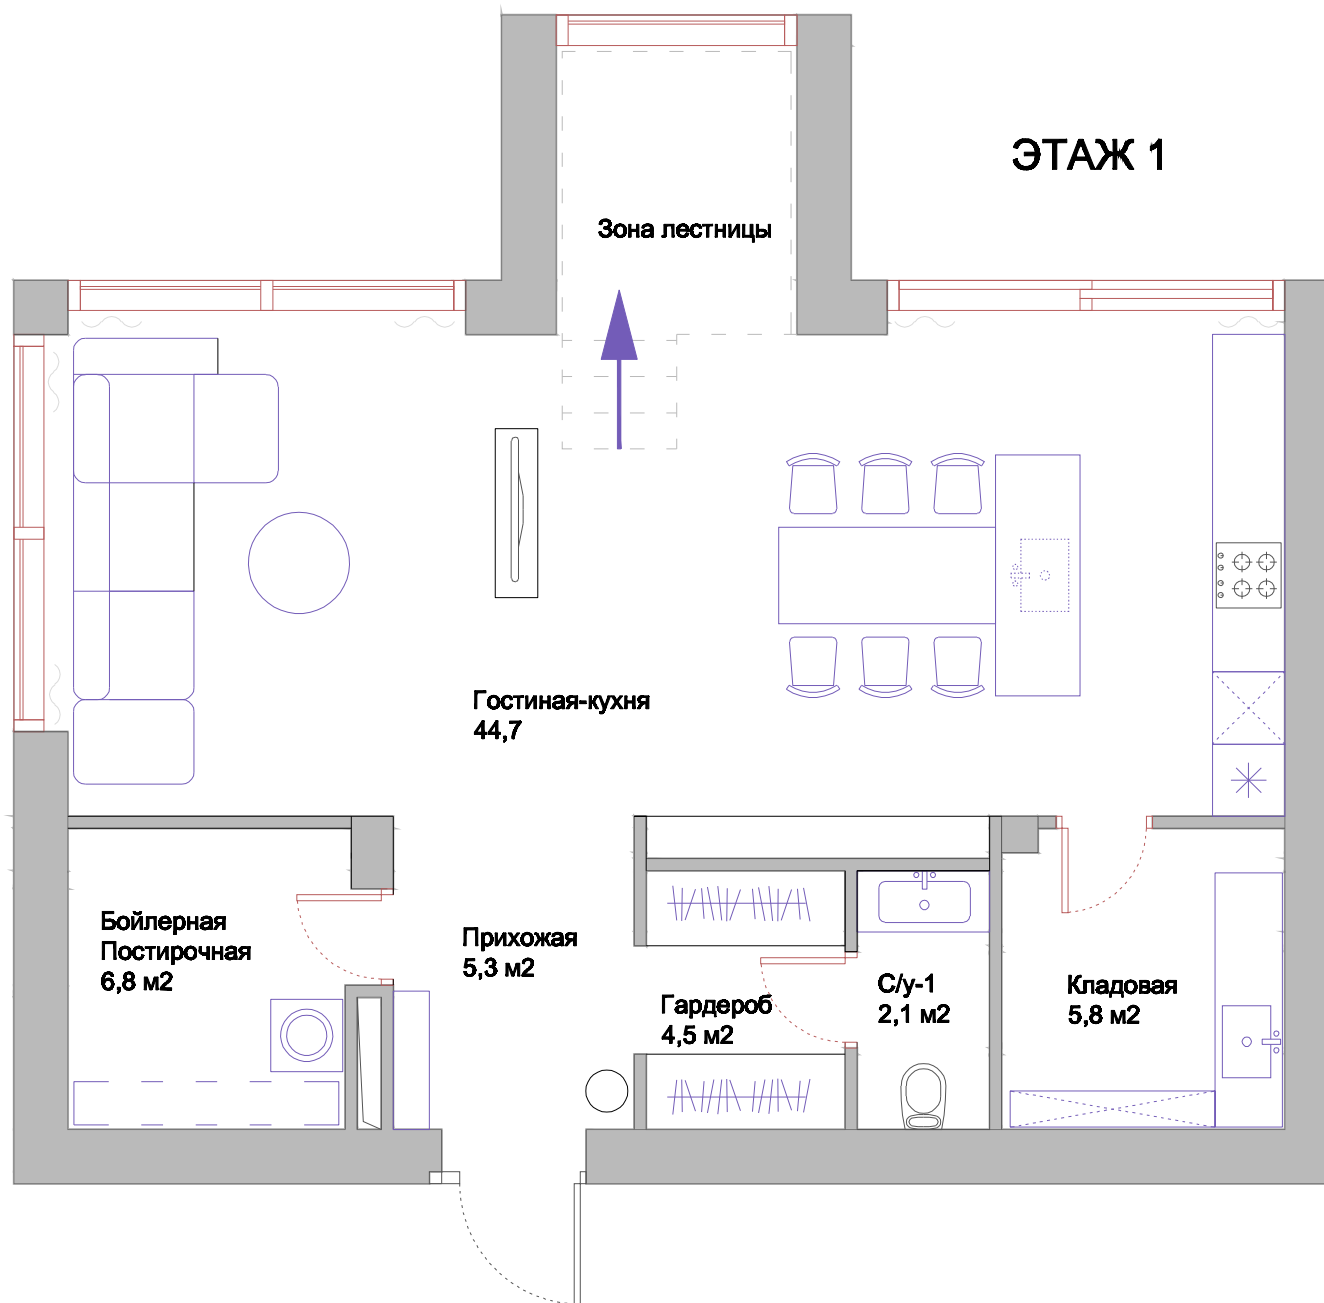 ЭТАЖ 1
Зона лестницы
Гостиная-кухня
44,7
Бойлерная
Постирочная
6,8 м2
Прихожая
5,3 м2
Гардероб
4,5 м2
С/у-1
2,1 м2
Кладовая
5,8 м2